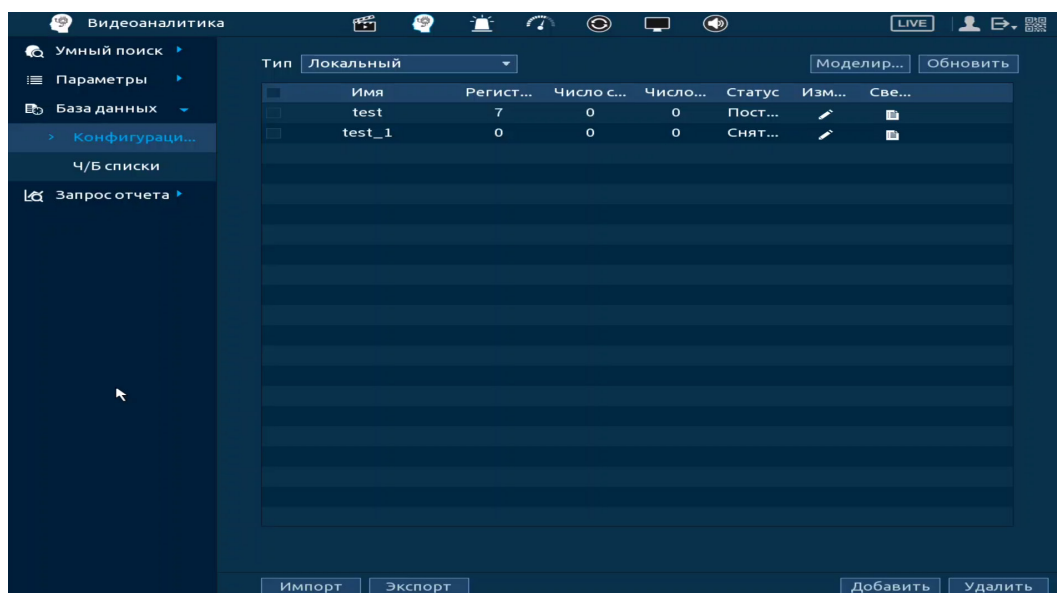 Видеоаналитика LIVE
Умный поиск
Параметры
База данных
Конфигураци...
Ч/Б списки
Запрос отчета
Тип Локальный Моделир... Обновить
Имя Регист... Число с... Число... Статус Изм... Све...
test 7 0 0 Пост...
test_1 0 0 0 Снят...
Импорт Экспорт Добавить Удалить